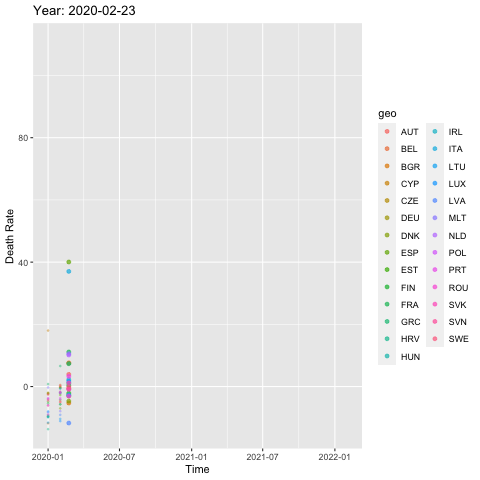 Year: 2020-02-23
Death Rate
80
40
0
2020-01 2020-07 2021-01 2021-07 2022-01
Time
geo
AUT IRL
BEL ITA
BGR LTU
CYP LUX
CZE LVA
DEU MLT
DNK NLD
ESP POL
EST PRT
FIN ROU
FRA SVK
GRC SVN
HRV SWE
HUN